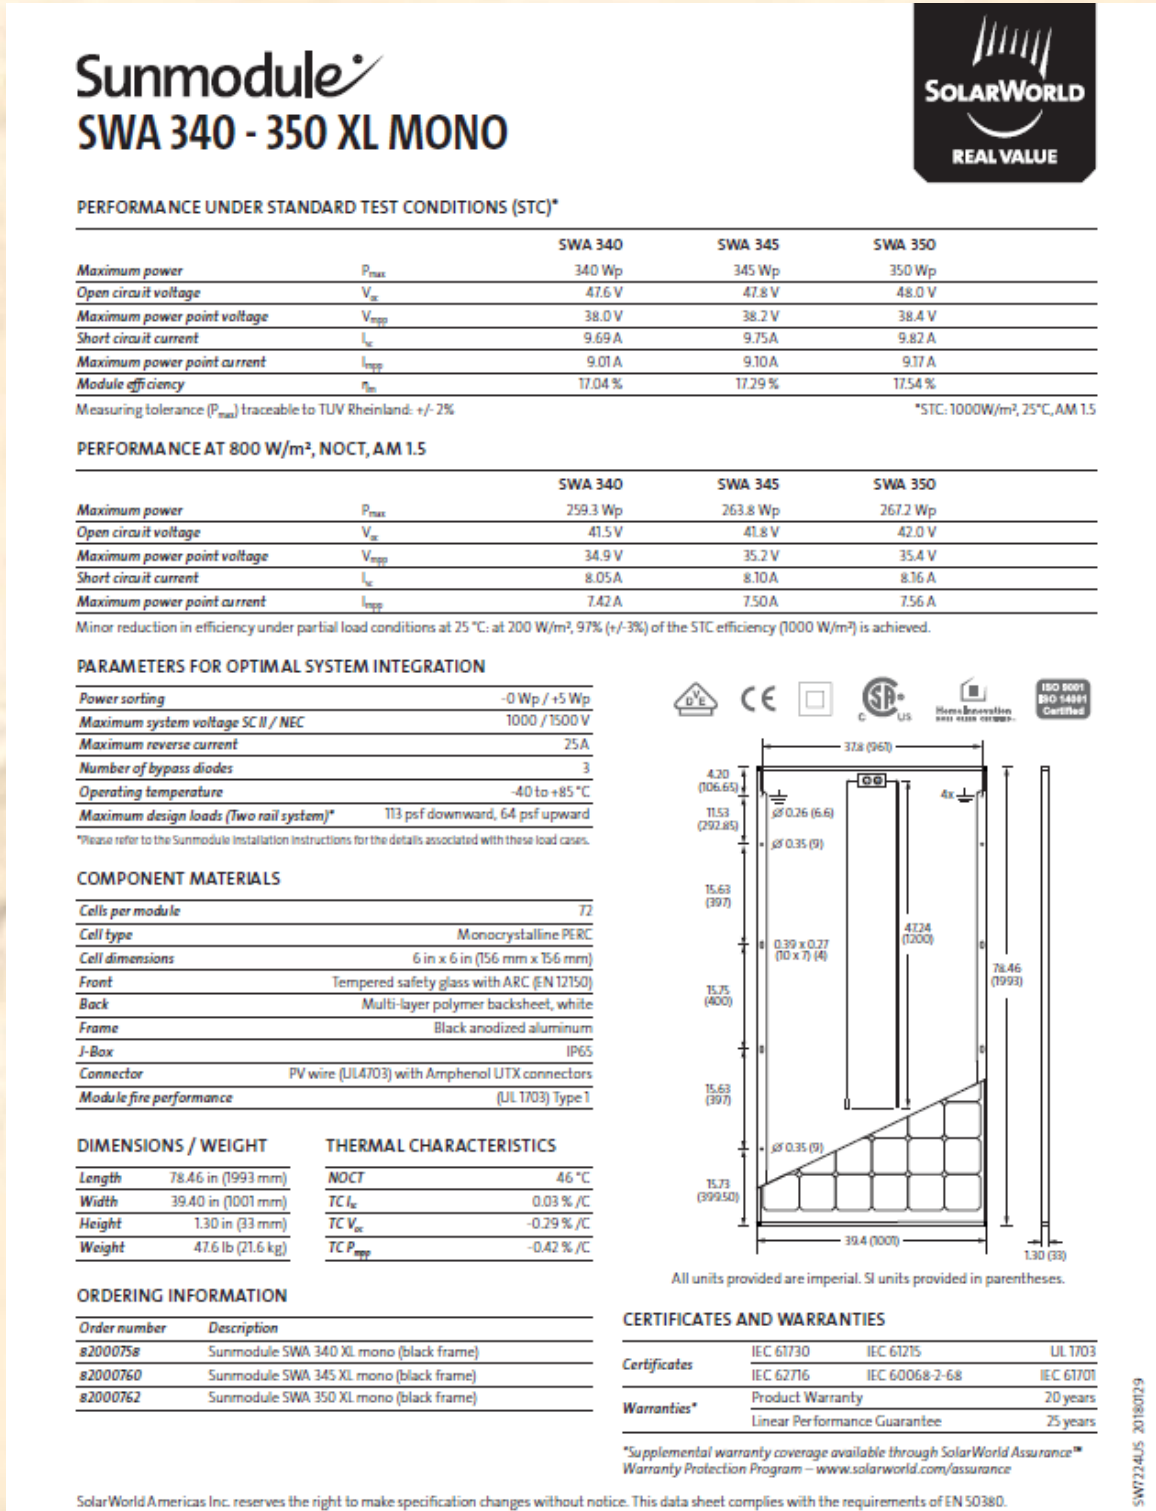 Sunmodule
SWA 340 - 350 XL MONO
SOLARWORLD
REAL VALUE
PERFORMANCE UNDER STANDARD TEST CONDITIONS (STC)*
SWA 340 SWA 345 SWA 350
Maximum power Pmax 340 Wp 345 Wp 350 Wp
Open circuit voltage Voc 47.6 V 47.8 V 48.0 V
Maximum power point voltage Vmpp 38.0 V 38.2 V 38.4 V
Short circuit current Isc 9.69 A 9.75A 9.82 A
Maximum power point current Impp 9.01 A 9.10 A 9.17 A
Module efficiency ηm 17.04 % 17.29 % 17.54 %
Measuring tolerance (Pmax) traceable to TUV Rheinland: +/- 2% *STC: 1000W/m², 25°C, AM 1.5
PERFORMANCE AT 800 W/m², NOCT, AM 1.5
SWA 340 SWA 345 SWA 350
Maximum power Pmax 259.3 Wp 263.8 Wp 267.2 Wp
Open circuit voltage Voc 41.5 V 41.8 V 42.0 V
Maximum power point voltage Vmpp 34.9 V 35.2 V 35.4 V
Short circuit current Isc 8.05 A 8.10 A 8.16 A
Maximum power point current Impp 7.42 A 7.50 A 7.56 A
Minor reduction in efficiency under partial load conditions at 25 °C: at 200 W/m², 97% (+/-3%) of the STC efficiency (1000 W/m²) is achieved.
PARAMETERS FOR OPTIMAL SYSTEM INTEGRATION
Power sorting -0 Wp / +5 Wp
Maximum system voltage SC II / NEC 1000 / 1500 V
Maximum reverse current 25 A
Number of bypass diodes 3
Operating temperature -40 to +85 °C
Maximum design loads (Two rail system)* 113 psf downward, 64 psf upward
*Please refer to the Sunmodule installation instructions for the details associated with these load cases.
COMPONENT MATERIALS
Cells per module 72
Cell type Monocrystalline PERC
Cell dimensions 6 in x 6 in (156 mm x 156 mm)
Front Tempered safety glass with ARC (EN 12150)
Back Multi-layer polymer backsheet, white
Frame Black anodized aluminum
J-Box IP65
Connector PV wire (UL4703) with Amphenol UTX connectors
Module fire performance (UL 1703) Type 1
DIMENSIONS / WEIGHT
Length 78.46 in (1993 mm)
Width 39.40 in (1001 mm)
Height 1.30 in (33 mm)
Weight 47.6 lb (21.6 kg)
THERMAL CHARACTERISTICS
NOCT 46 °C
TC Isc 0.03 % /C
TC Voc -0.29 % /C
TC Pmpp -0.42 % /C
ORDERING INFORMATION
Order number Description
82000758 Sunmodule SWA 340 XL mono (black frame)
82000760 Sunmodule SWA 345 XL mono (black frame)
82000762 Sunmodule SWA 350 XL mono (black frame)
DVE
CE
SA
C US
Home Innovation
ISO 9001
ISO 14001
Certified
37.8 (961)
4.20
(106.65)
4x
11.53
(292.85)
Ø 0.26 (6.6)
Ø 0.35 (9)
15.63
(397)
47.24
(1200)
0.39 x 0.27
(10 x 7) (4)
78.46
(1993)
15.75
(400)
15.63
(397)
Ø 0.35 (9)
15.73
(399.50)
39.4 (1001)
1.30 (33)
All units provided are imperial. SI units provided in parentheses.
CERTIFICATES AND WARRANTIES
Certificates IEC 61730 IEC 61215 UL 1703
IEC 62716 IEC 60068-2-68 IEC 61701
Warranties* Product Warranty 20 years
Linear Performance Guarantee 25 years
*Supplemental warranty coverage available through SolarWorld Assurance™
Warranty Protection Program – www.solarworld.com/assurance
SW7224US 20180129
SolarWorld Americas Inc. reserves the right to make specification changes without notice. This data sheet complies with the requirements of EN 50380.